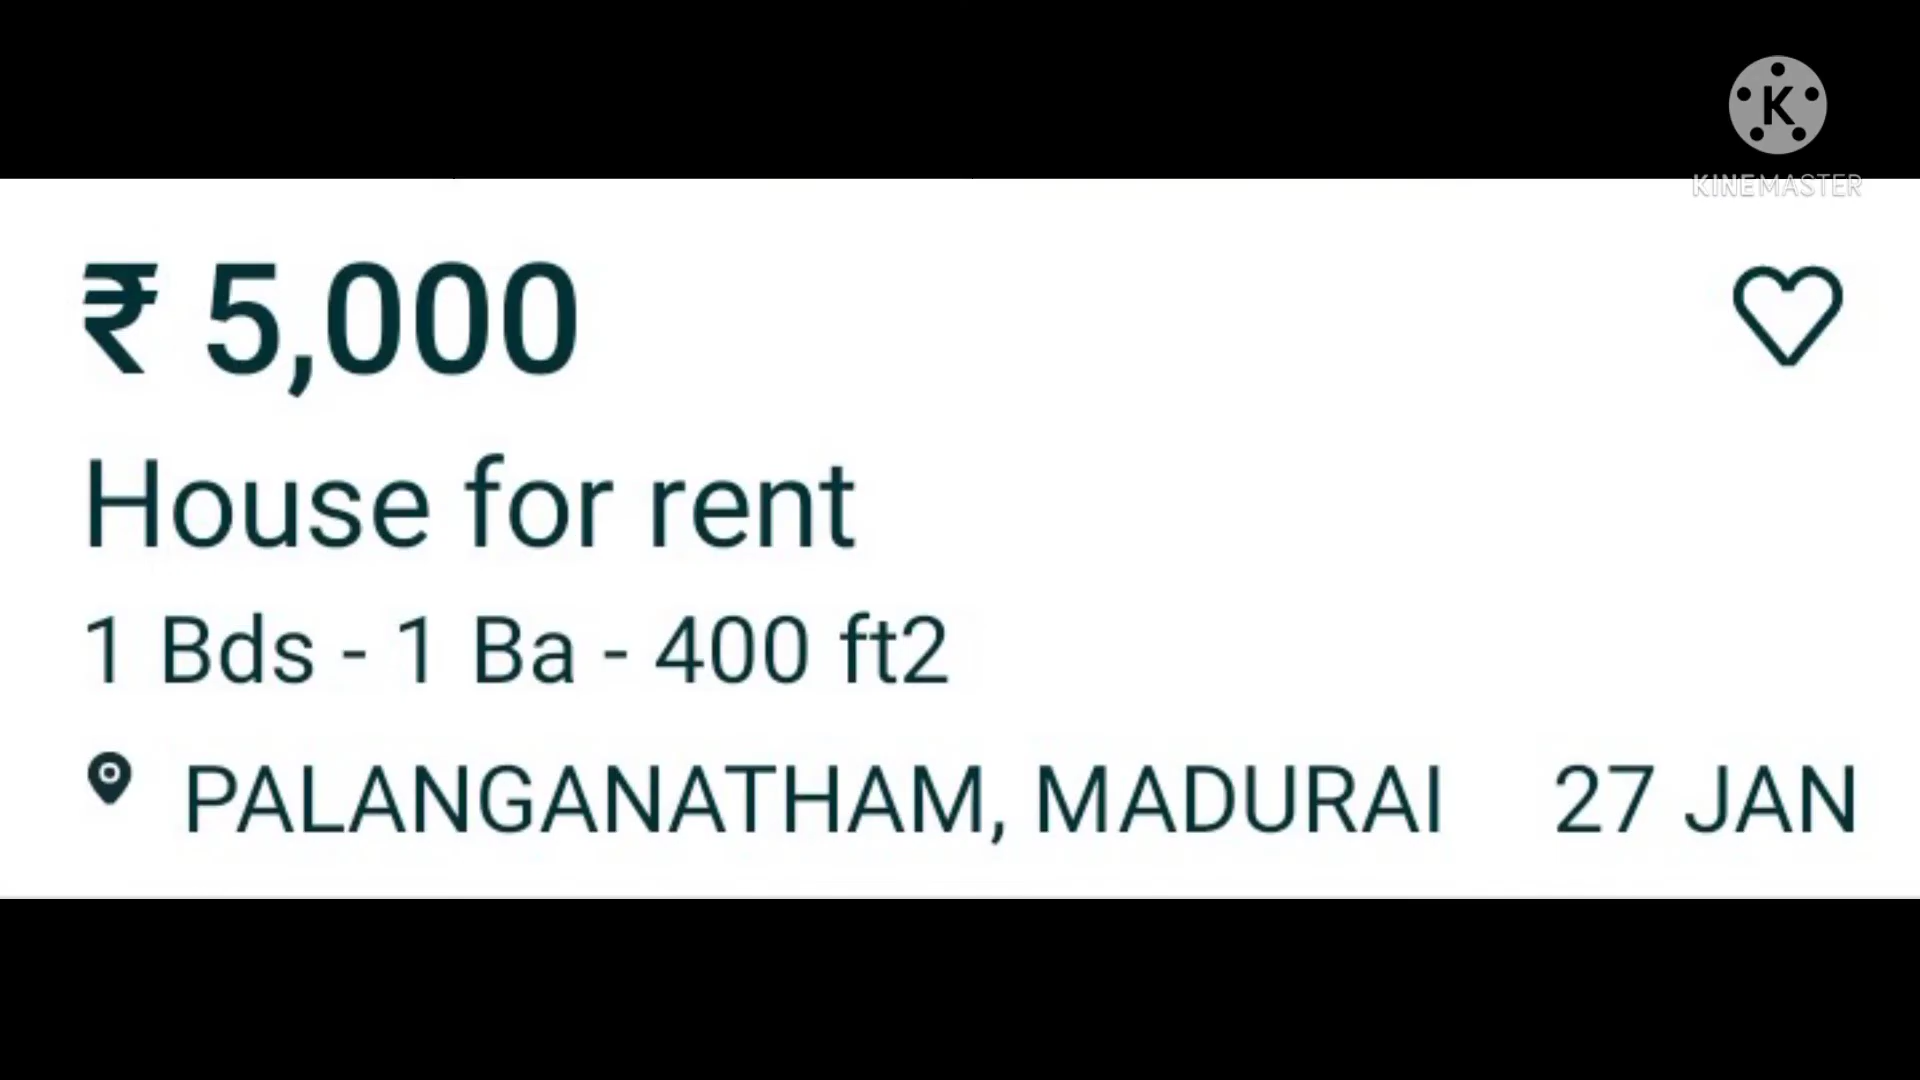 K
KINEMASTER
₹ 5,000
House for rent
1 Bds - 1 Ba - 400 ft2
PALANGANATHAM, MADURAI 27 JAN